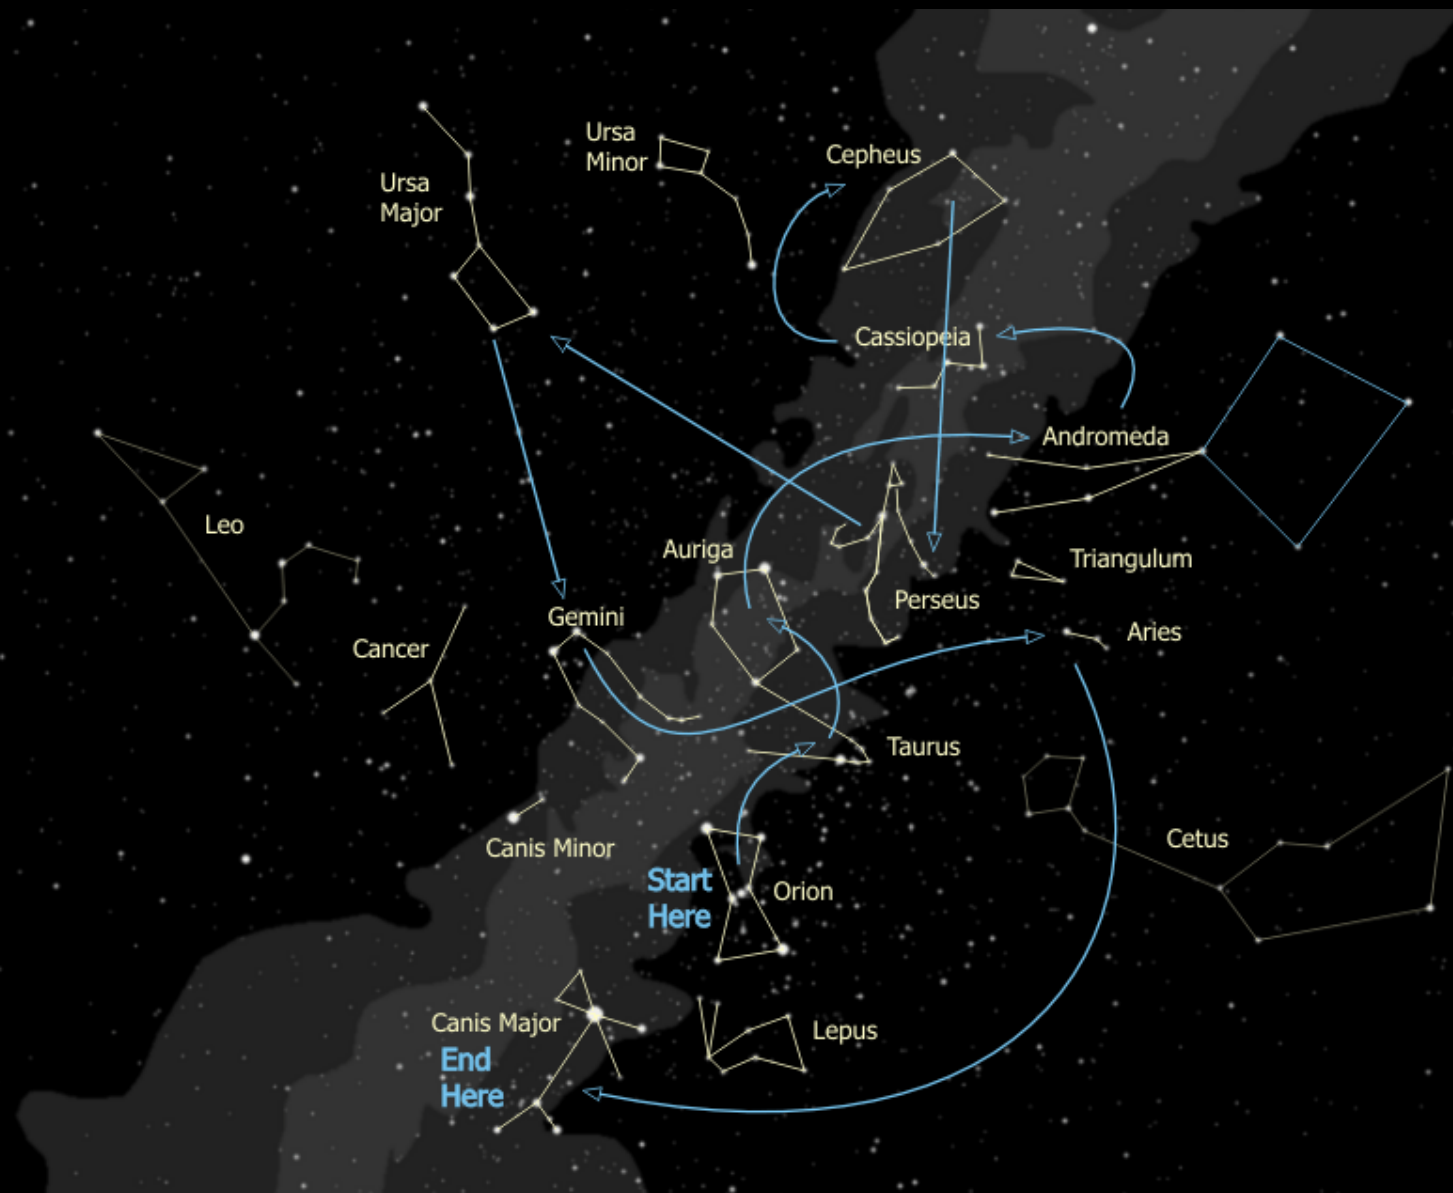 Ursa
Minor
Cepheus
Ursa
Major
Cassiopeia
Andromeda
Leo
Auriga
Triangulum
Perseus
Gemini
Aries
Cancer
Taurus
Cetus
Canis Minor
Start
Here
Orion
Canis Major
Lepus
End
Here